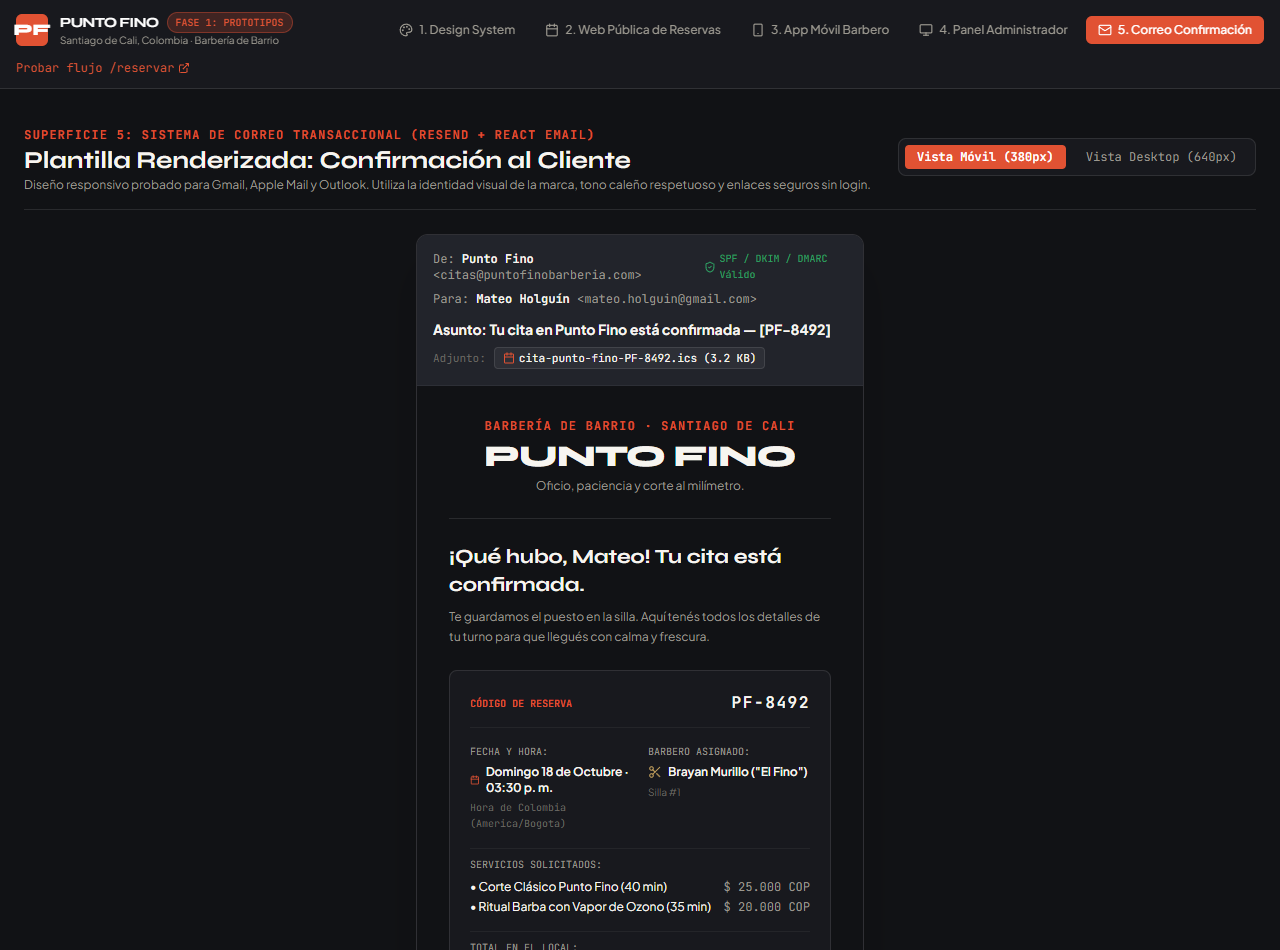 PF
PUNTO FINO
FASE 1: PROTOTIPOS
Santiago de Cali, Colombia · Barbería de Barrio
1. Design System
2. Web Pública de Reservas
3. App Móvil Barbero
4. Panel Administrador
5. Correo Confirmación
Probar flujo /reservar
SUPERFICIE 5: SISTEMA DE CORREO TRANSACCIONAL (RESEND + REACT EMAIL)
Plantilla Renderizada: Confirmación al Cliente
Diseño responsivo probado para Gmail, Apple Mail y Outlook. Utiliza la identidad visual de la marca, tono caleño respetuoso y enlaces seguros sin login.
Vista Móvil (380px)
Vista Desktop (640px)
De: Punto Fino
<citas@puntofinobarberia.com>
SPF / DKIM / DMARC
Válido
Para: Mateo Holguín <mateo.holguin@gmail.com>
Asunto: Tu cita en Punto Fino está confirmada — [PF-8492]
Adjunto:
cita-punto-fino-PF-8492.ics (3.2 KB)
BARBERÍA DE BARRIO · SANTIAGO DE CALI
PUNTO FINO
Oficio, paciencia y corte al milímetro.
¡Qué hubo, Mateo! Tu cita está
confirmada.
Te guardamos el puesto en la silla. Aquí tenés todos los detalles de
tu turno para que llegués con calma y frescura.
CÓDIGO DE RESERVA
PF-8492
FECHA Y HORA:
Domingo 18 de Octubre ·
03:30 p. m.
Hora de Colombia
(America/Bogota)
BARBERO ASIGNADO:
Brayan Murillo ("El Fino")
Silla #1
SERVICIOS SOLICITADOS:
• Corte Clásico Punto Fino (40 min)
$ 25.000 COP
• Ritual Barba con Vapor de Ozono (35 min)
$ 20.000 COP
TOTAL EN EL LOCAL: